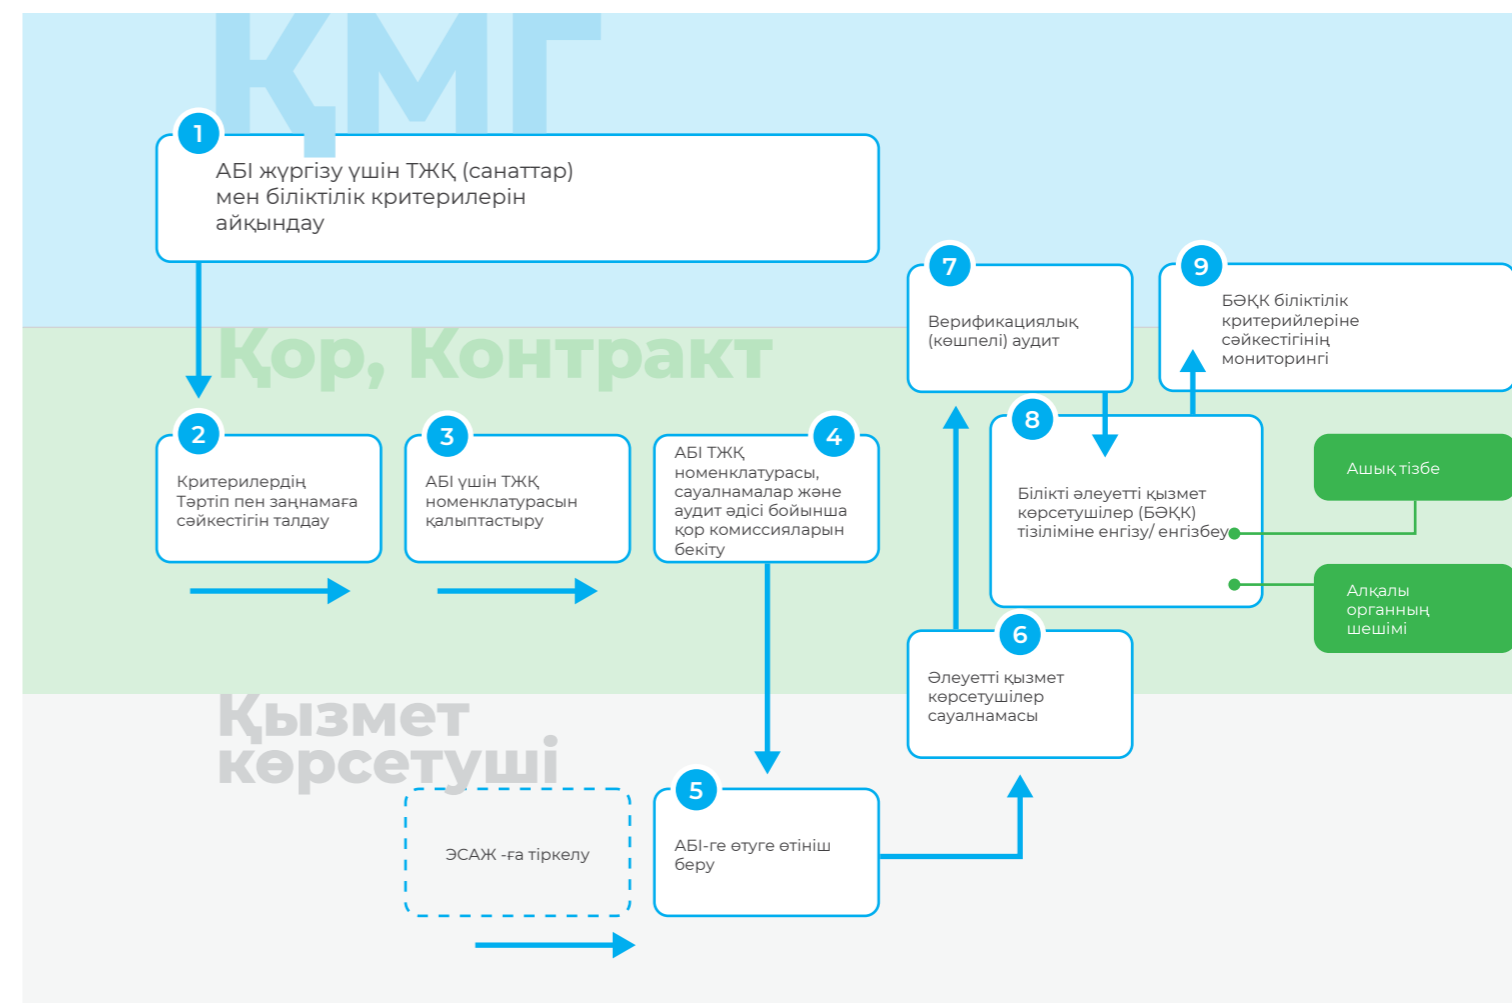 ҚМГ
1
АБІ жүргізу үшін ТЖҚ (санаттар)
мен біліктілік критерилерін
айқындау
7
Верификациялық
(көшпелі) аудит
9
БӘҚК біліктілік
критерийлеріне
сәйкестігінің
мониторингі
Қор, Контракт
2
Критерилердің
Тәртіп пен заңнамаға
сәйкестігін талдау
3
АБІ үшін ТЖҚ
номенклатурасын
қалыптастыру
4
АБІ ТЖҚ
номенклатурасы,
сауалнамалар және
аудит әдісі бойынша
қор комиссияларын
бекіту
8
Білікті әлеуетті қызмет
көрсетушілер (БӘҚК)
тізіліміне енгізу/ енгізбеу
Ашық тізбе
Алқалы
органның
шешімі
6
Әлеуетті қызмет
көрсетушілер
сауалнамасы
Қызмет
көрсетуші
ЭСАЖ -ға тіркелу
5
АБІ-ге өтуге өтініш
беру